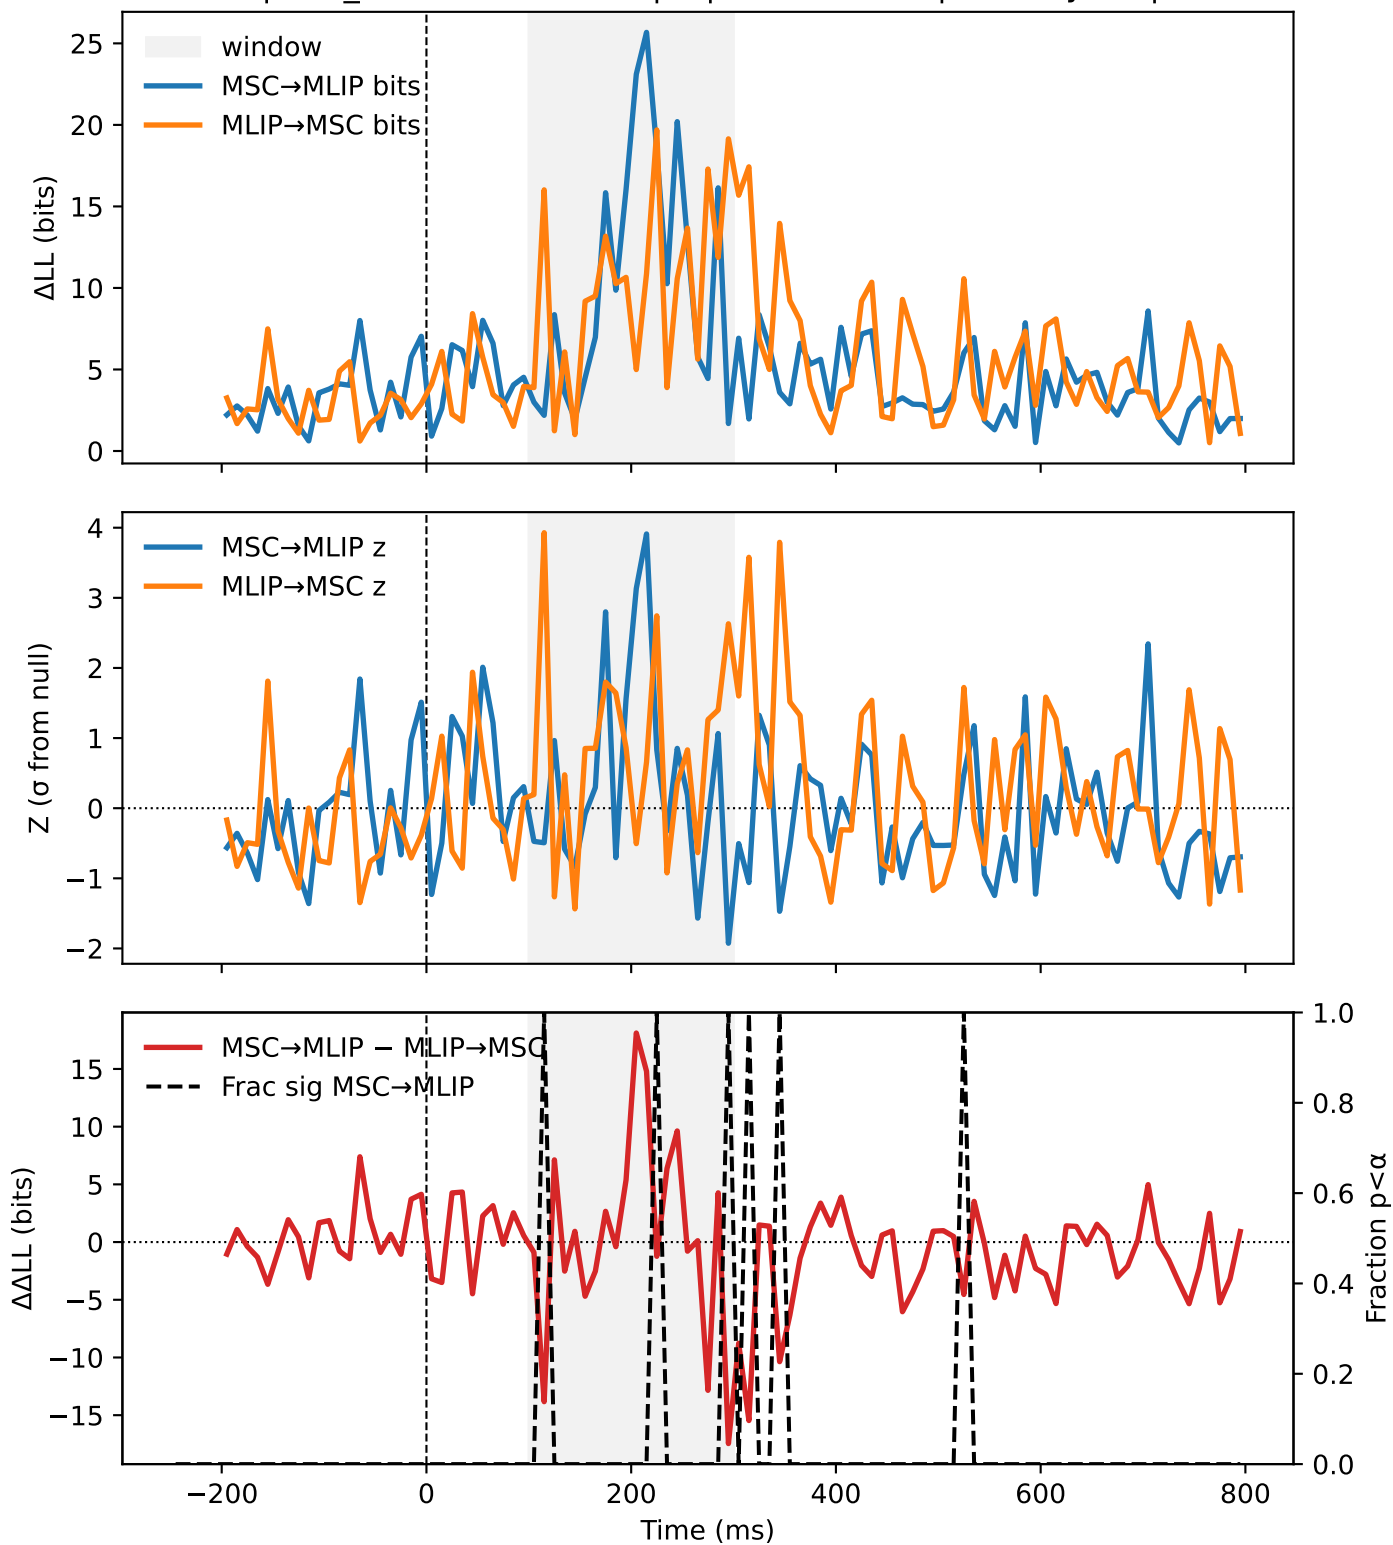 25
20
15
10
5
0
ΔLL (bits)
window
MSC→MLIP bits
MLIP→MSC bits
4
3
2
1
0
−1
−2
Z (σ from null)
MSC→MLIP z
MLIP→MSC z
15
10
5
0
−5
−10
−15
ΔΔLL (bits)
MSC→MLIP − MLIP→MSC
Frac sig MSC→MLIP
1.0
0.8
0.6
0.4
0.2
0.0
Fraction p<α
−200 0 200 400 600 800
Time (ms)